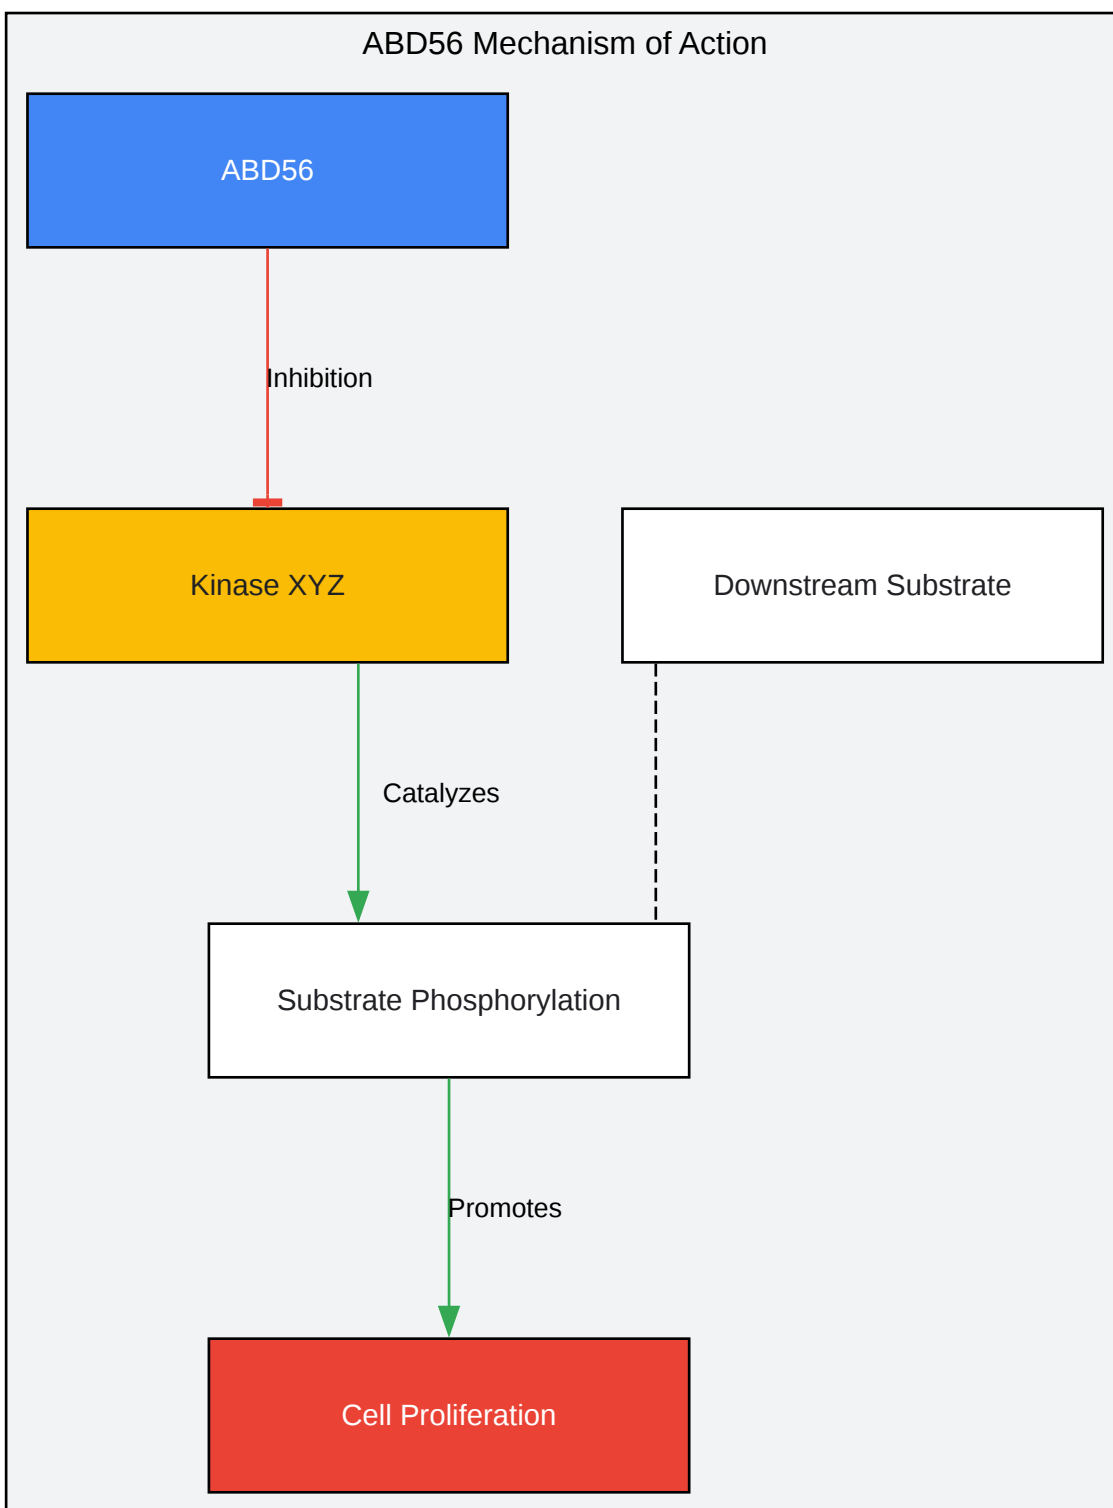 ABD56 Mechanism of Action
ABD56
Inhibition
Kinase XYZ
Downstream Substrate
Catalyzes
Substrate Phosphorylation
Promotes
Cell Proliferation